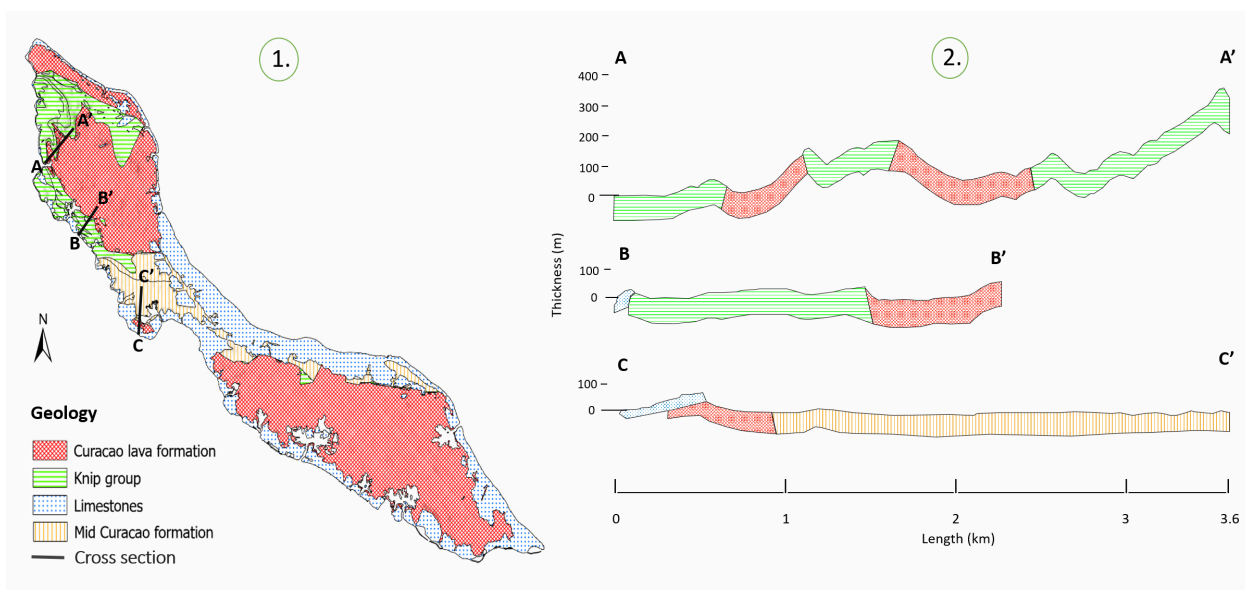 1.
A
A'
B
B'
C
C'
N
Geology
Curacao lava formation
Knip group
Limestones
Mid Curacao formation
Cross section
2.
A
A'
400
300
200
100
0
B
B'
100
0
C
C'
100
0
Thickness (m)
0
1
2
3
3.6
Length (km)